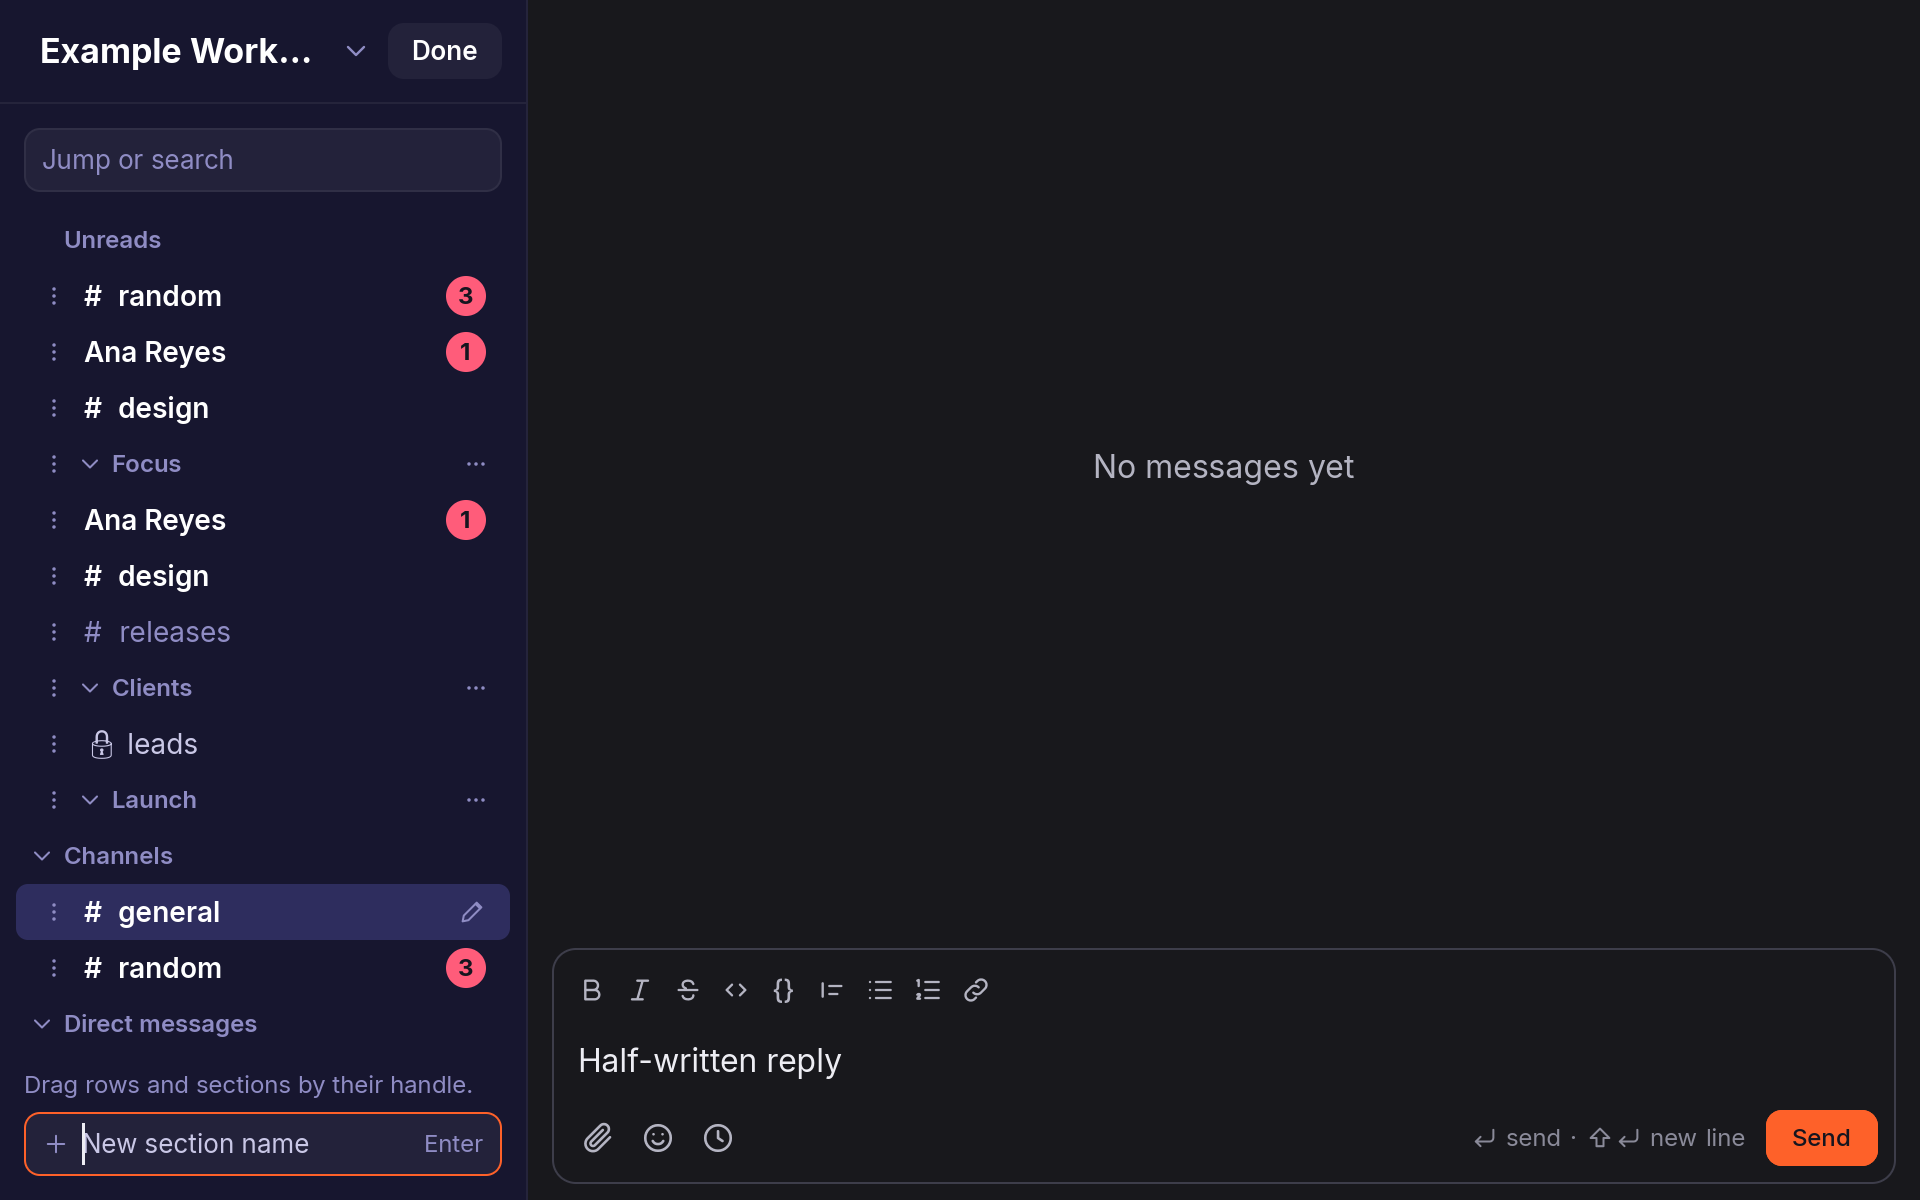 Example Work...
Done
Jump or search
Unreads
# random 3
Ana Reyes 1
# design
Focus
Ana Reyes 1
# design
# releases
Clients
leads
Launch
Channels
# general
# random 3
Direct messages
Drag rows and sections by their handle.
New section name Enter
No messages yet
Half-written reply
send · new line
Send